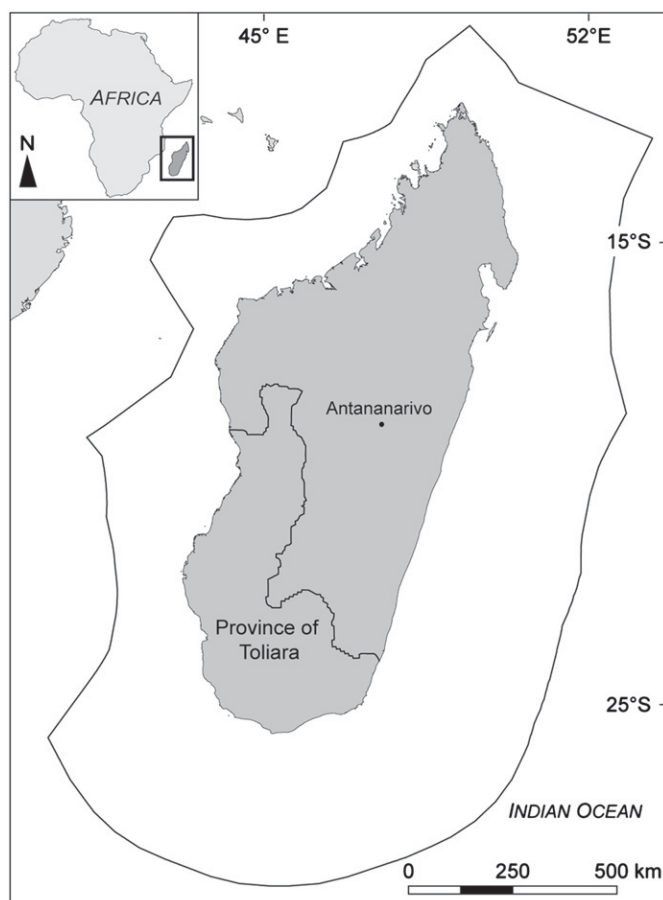 45° E
52°E
AFRICA
N
15°S
Antananarivo
Province of
Toliara
25°S
INDIAN OCEAN
0 250 500 km